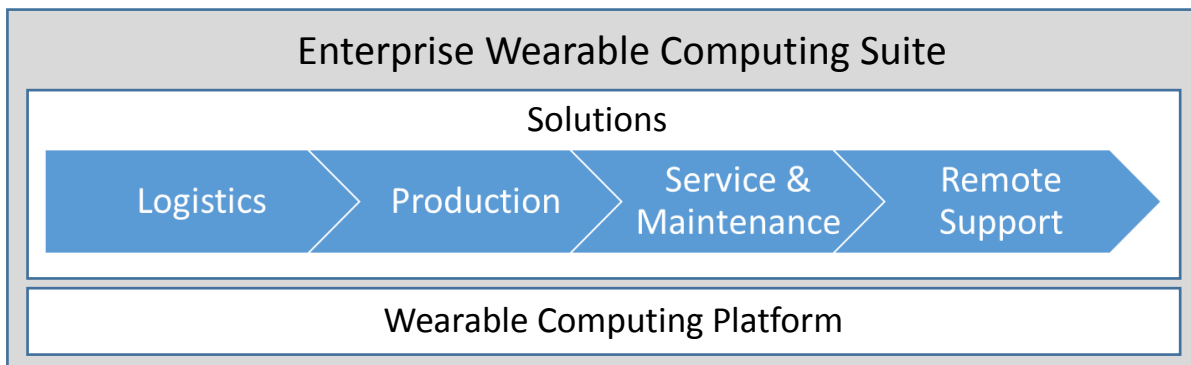 Enterprise Wearable Computing Suite
Solutions
Logistics
Production
Service &
Maintenance
Remote
Support
Wearable Computing Platform